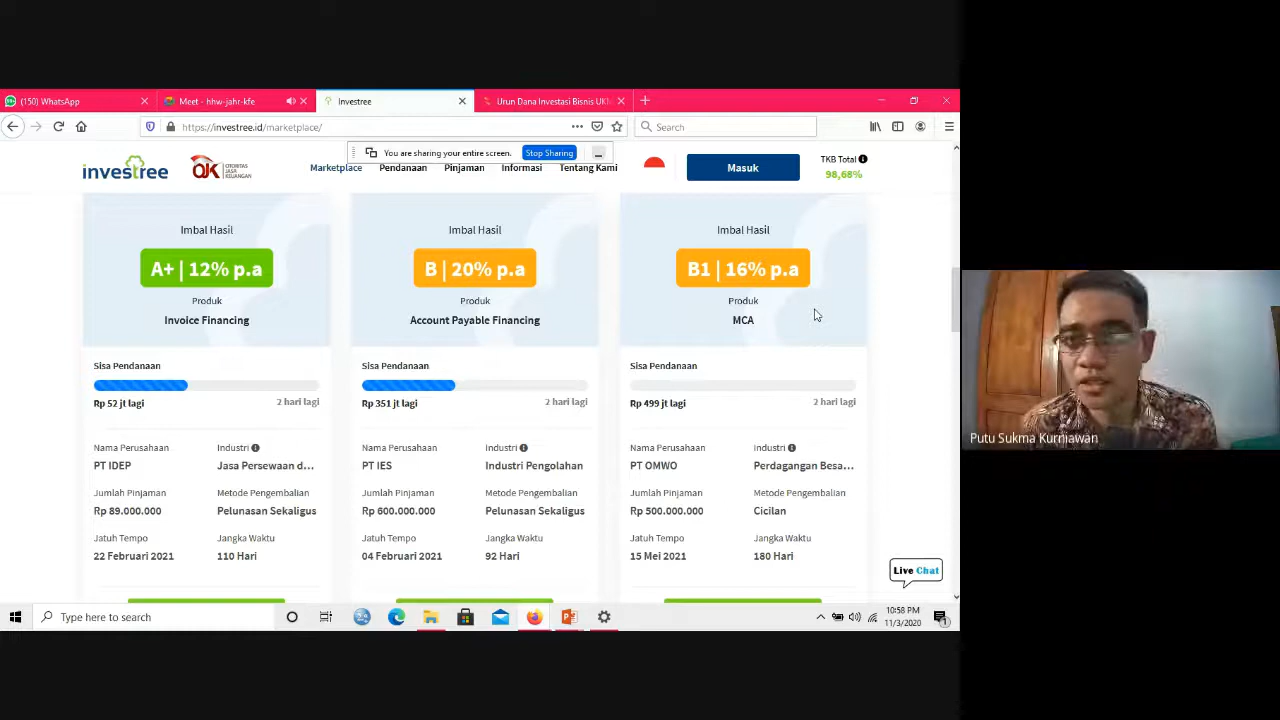 (150) WhatsApp
Meet - hhw-jahr-kfe
Investree
Urun Dana Investasi Bisnis UKM
https://investree.id/marketplace/
Search
You are sharing your entire screen.
Stop Sharing
investree
OJK OTORITAS JASA KEUANGAN
Marketplace
Pendanaan
Pinjaman
Informasi
Tentang Kami
Masuk
TKB Total
98,68%
Imbal Hasil
A+ | 12% p.a
Produk
Invoice Financing
Sisa Pendanaan
Rp 52 jt lagi 2 hari lagi
Nama Perusahaan Industri
PT IDEP Jasa Persewaan d...
Jumlah Pinjaman Metode Pengembalian
Rp 89.000.000 Pelunasan Sekaligus
Jatuh Tempo Jangka Waktu
22 Februari 2021 110 Hari
Imbal Hasil
B | 20% p.a
Produk
Account Payable Financing
Sisa Pendanaan
Rp 351 jt lagi 2 hari lagi
Nama Perusahaan Industri
PT IES Industri Pengolahan
Jumlah Pinjaman Metode Pengembalian
Rp 600.000.000 Pelunasan Sekaligus
Jatuh Tempo Jangka Waktu
04 Februari 2021 92 Hari
Imbal Hasil
B1 | 16% p.a
Produk
MCA
Sisa Pendanaan
Rp 499 jt lagi 2 hari lagi
Nama Perusahaan Industri
PT OMWO Perdagangan Besa...
Jumlah Pinjaman Metode Pengembalian
Rp 500.000.000 Cicilan
Jatuh Tempo Jangka Waktu
15 Mei 2021 180 Hari
Live Chat
Putu Sukma Kurniawan
Type here to search
10:58 PM
11/3/2020